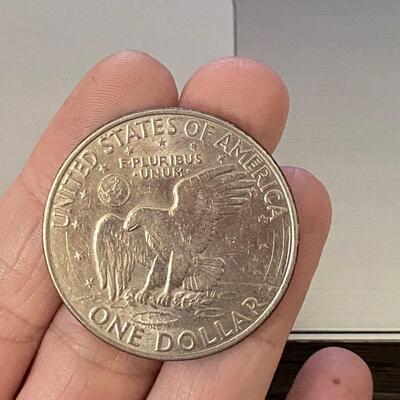 UNITED STATES OF AMERICA
E·PLURIBUS
·UNUM·
ONE DOLLAR